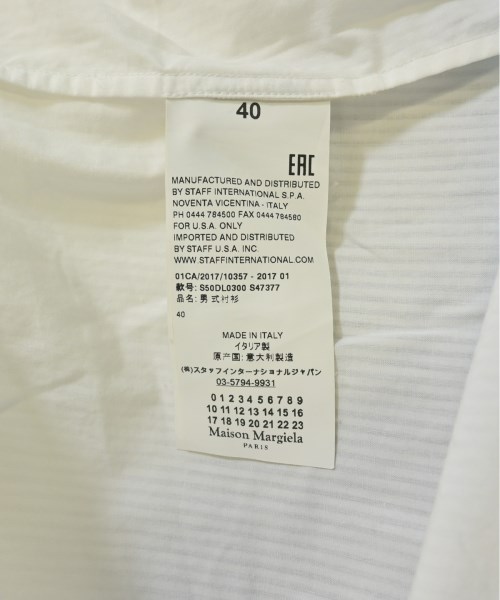 40
EAC
MANUFACTURED AND DISTRIBUTED
BY STAFF INTERNATIONAL S.P.A.
NOVENTA VICENTINA - ITALY
PH 0444 784500 FAX 0444 784580
FOR U.S.A. ONLY
IMPORTED AND DISTRIBUTED
BY STAFF U.S.A. INC.
WWW.STAFFINTERNATIONAL.COM
01CA/2017/10357 - 2017 01
款号: S50DL0300 S47377
品名: 男式衬衫
40
MADE IN ITALY
イタリア製
原产国: 意大利製造
(株)スタッフインターナショナルジャパン
03-5794-9931
0 1 2 3 4 5 6 7 8 9
10 11 12 13 14 15 16
17 18 19 20 21 22 23
Maison Margiela
PARIS